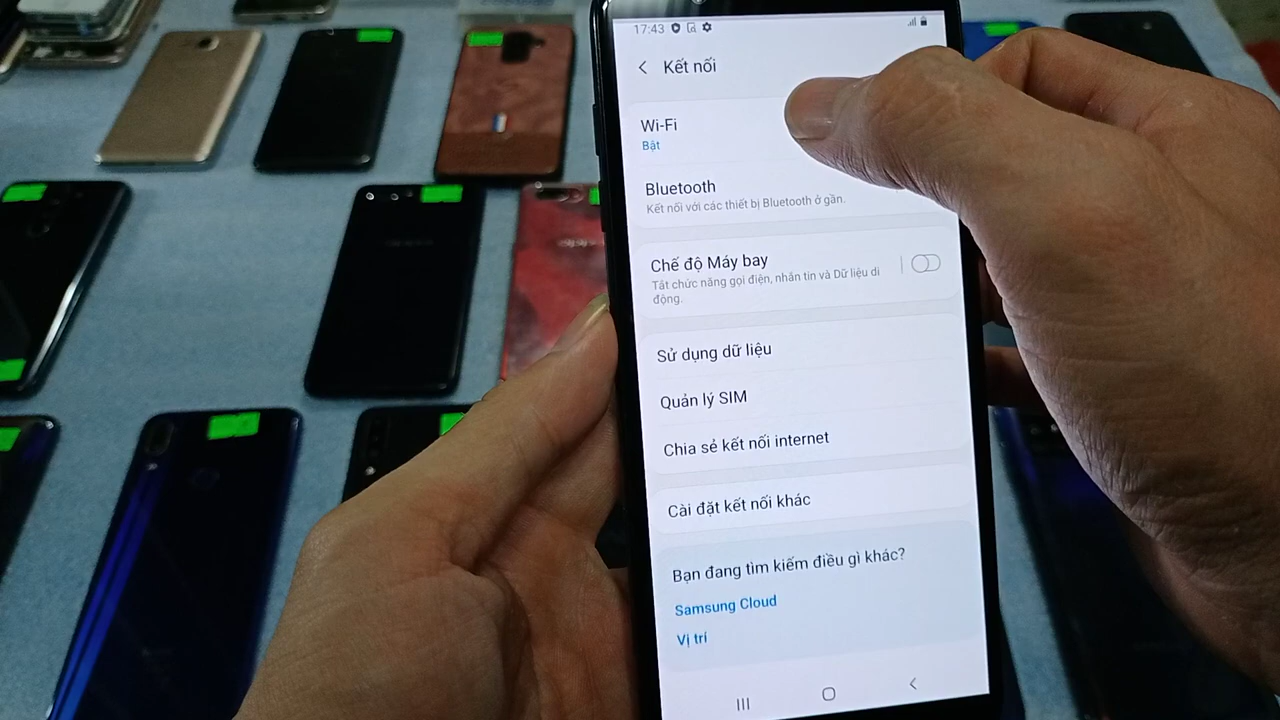 17:43
Kết nối
Wi-Fi
Bật
Bluetooth
Kết nối với các thiết bị Bluetooth ở gần.
Chế độ Máy bay
Tắt chức năng gọi điện, nhắn tin và Dữ liệu di
động.
Sử dụng dữ liệu
Quản lý SIM
Chia sẻ kết nối internet
Cài đặt kết nối khác
Bạn đang tìm kiếm điều gì khác?
Samsung Cloud
Vị trí